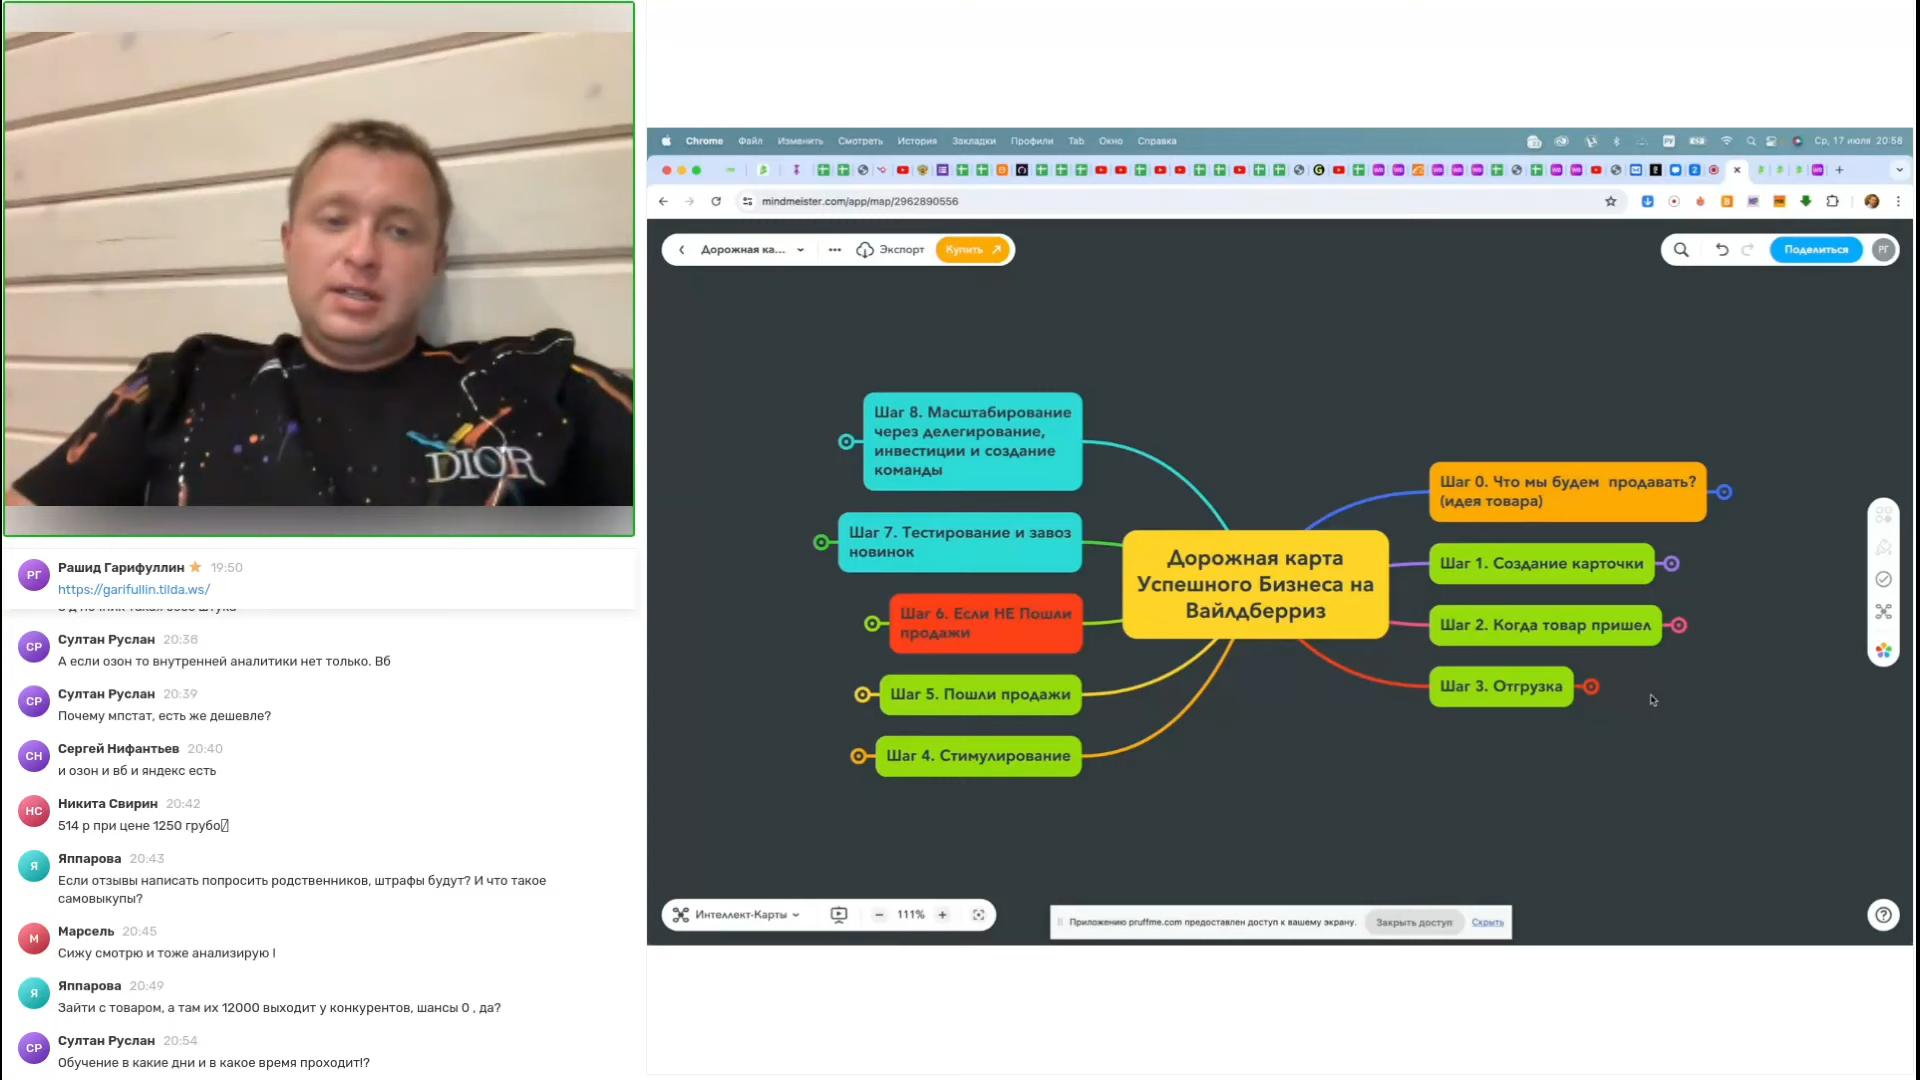 DIOR
РГ
Рашид Гарифуллин 19:50
https://garifullin.tilda.ws/
СР
Султан Руслан 20:38
А если озон то внутренней аналитики нет только. Вб
СР
Султан Руслан 20:39
Почему мпстат, есть же дешевле?
СН
Сергей Нифантьев 20:40
и озон и вб и яндекс есть
НС
Никита Свирин 20:42
514 р при цене 1250 грубо
Я
Яппарова 20:43
Если отзывы написать попросить родственников, штрафы будут? И что такое
самовыкупы?
М
Марсель 20:45
Сижу смотрю и тоже анализирую !
Я
Яппарова 20:49
Зайти с товаром, а там их 12000 выходит у конкурентов, шансы 0 , да?
СР
Султан Руслан 20:54
Обучение в какие дни и в какое время проходит!?
Chrome Файл Изменить Смотреть История Закладки Профили Tab Окно Справка Ср, 17 июля 20:58
mindmeister.com/app/map/2962890556
Дорожная ка... Экспорт Купить
Поделиться РГ
Шаг 8. Масштабирование
через делегирование,
инвестиции и создание
команды
Шаг 7. Тестирование и завоз
новинок
Шаг 6. Если НЕ Пошли
продажи
Шаг 5. Пошли продажи
Шаг 4. Стимулирование
Дорожная карта
Успешного Бизнеса на
Вайлдберриз
Шаг 0. Что мы будем продавать?
(идея товара)
Шаг 1. Создание карточки
Шаг 2. Когда товар пришел
Шаг 3. Отгрузка
Интеллект-Карты 111%
Приложению pruffme.com предоставлен доступ к вашему экрану. Закрыть доступ Скрыть